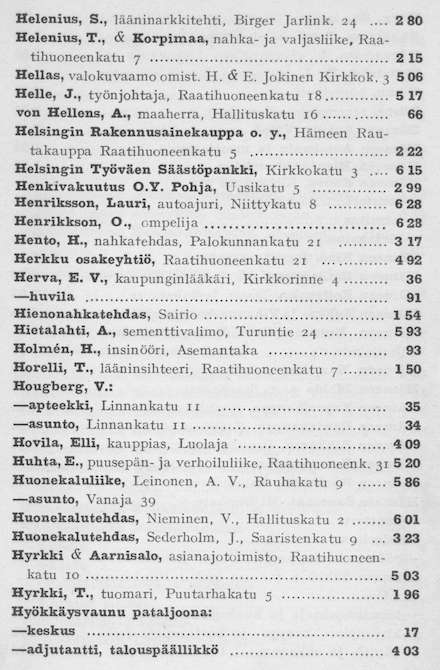 Helenius, S., lääninarkkitehti, Birger Jarlink. 24 .... 2 80
Helenius, T., & Korpimaa, nahka- ja valjasliike, Raa-
tihuoneenkatu 7 ........ 2 15
Hellas, valokuvaamo omist. H. & E. Jokinen Kirkkok. 3 5 06
Helle, J., työnjohtaja, Raatihuoneenkatu 18 ........ 5 17
von Hellens, A., maaherra, Hallituskatu 16 ........ 66
Helsingin Rakennusainekauppa o. y., Hämeen Rau-
takauppa Raatihuoneenkatu 5 ........ 2 22
Helsingin Työväen Säästöpankki, Kirkkokatu 3 .... 6 15
Henkivakuutus O.Y. Pohja, Uusikatu 5 ........ 2 99
Henriksson, Lauri, autoajuri, Niittykatu 8 ........ 6 28
Henrikkson, O., ompelija ........ 6 28
Hento, H., nahkatehdas, Palokunnankatu 21 ........ 3 17
Herkku osakeyhtiö, Raatihuoneenkatu 21 ........ 4 92
Herva, E. V., kaupunginlääkäri, Kirkkorinne 4 ........ 36
—huvila ........ 91
Hienonahkatehdas, Sairio ........ 1 54
Hietalahti, A., sementtivalimo, Turuntie 24 ........ 5 93
Holmén, H., insinööri, Asemantaka ........ 93
Horelli, T., lääninsihteeri, Raatihuoneenkatu 7 ........ 1 50
Hougberg, V.:
—apteekki, Linnankatu 11 ........ 35
—asunto, Linnankatu 11 ........ 34
Hovila, Elli, kauppias, Luolaja ........ 4 09
Huhta, E., puusepän- ja verhoiluliike, Raatihuoneenk. 31 5 20
Huonekaluliike, Leinonen, A. V., Rauhakatu 9 ...... 5 86
—asunto, Vanaja 39
Huonekalutehdas, Nieminen, V., Hallituskatu 2 ...... 6 01
Huonekalutehdas, Sederholm, J., Saaristenkatu 9 ... 3 23
Hyrkki & Aarnisalo, asianajotoimisto, Raatihuoneen-
katu 10 ........ 5 03
Hyrkki, T., tuomari, Puutarhakatu 5 ........ 1 96
Hyökkäysvaunu pataljoona:
—keskus ........ 17
—adjutantti, talouspäällikkö ........ 4 03